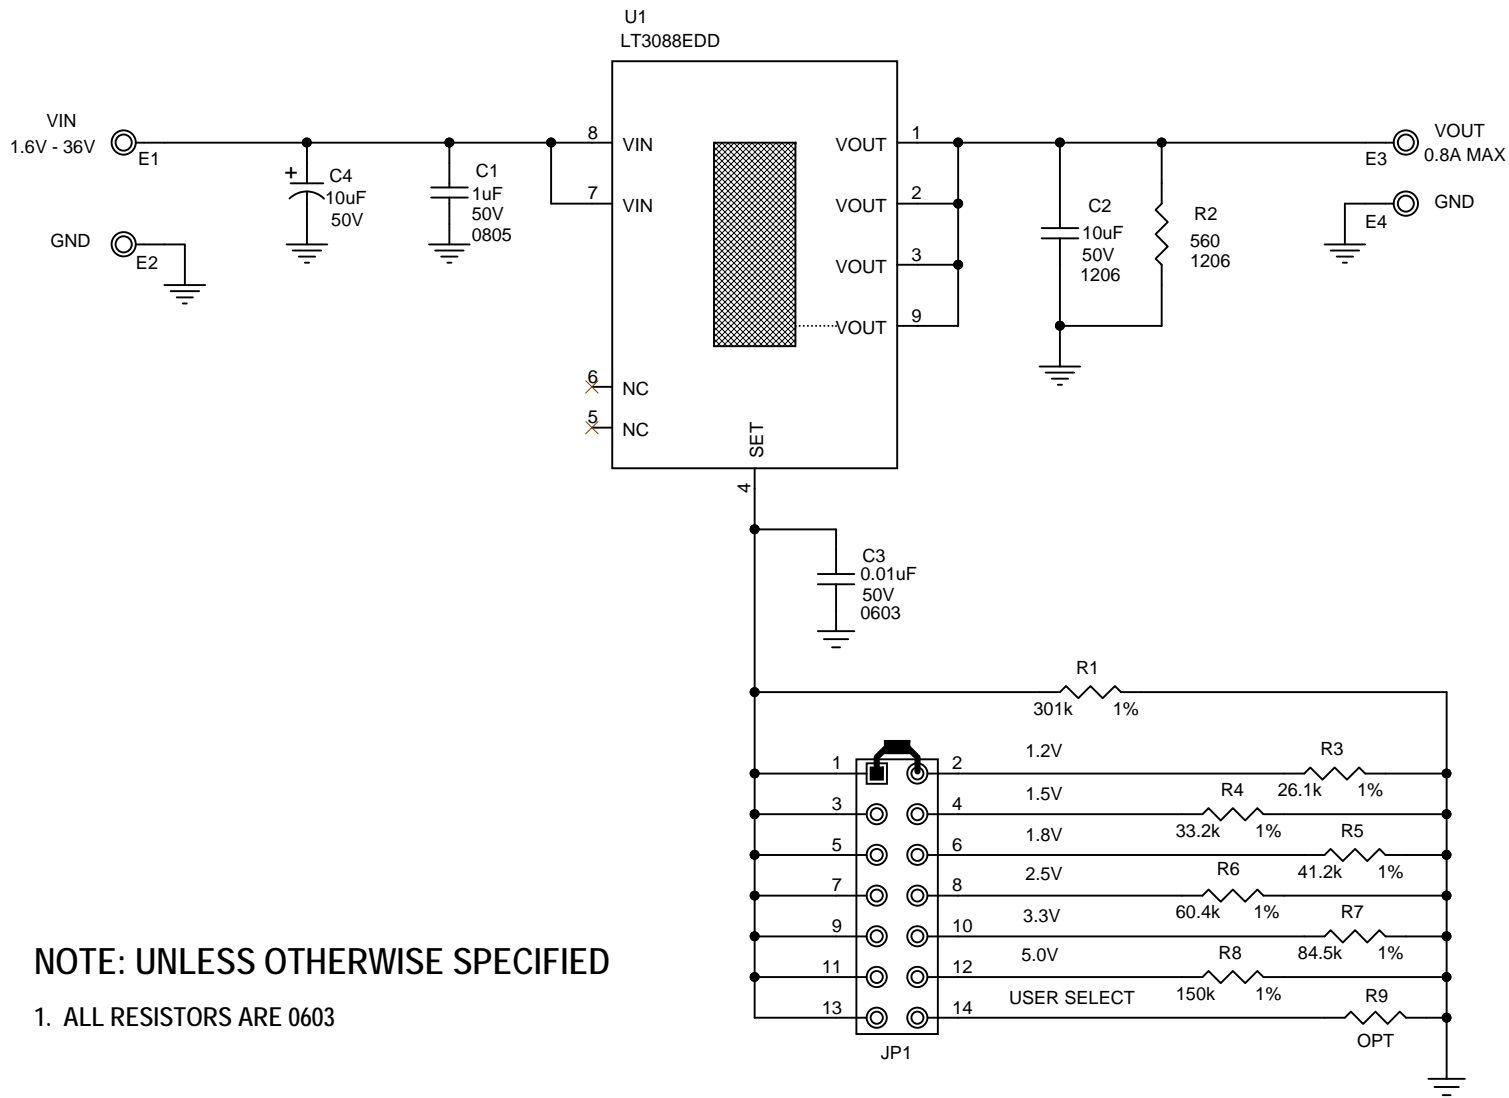 U1
LT3088EDD
VIN
1.6V - 36V
E1
GND
E2
+
C4
10uF
50V
C1
1uF
50V
0805
8
VIN
7
VIN
6
NC
5
NC
VOUT
1
VOUT
2
VOUT
3
VOUT
9
SET
4
C2
10uF
50V
1206
R2
560
1206
VOUT
0.8A MAX
E3
GND
E4
C3
0.01uF
50V
0603
R1
301k 1%
1 2 1.2V R3
26.1k 1%
3 4 1.5V R4
33.2k 1%
5 6 1.8V R5
41.2k 1%
7 8 2.5V R6
60.4k 1%
9 10 3.3V R7
84.5k 1%
11 12 5.0V R8
150k 1%
13 14 USER SELECT R9
OPT
JP1
NOTE: UNLESS OTHERWISE SPECIFIED
1. ALL RESISTORS ARE 0603